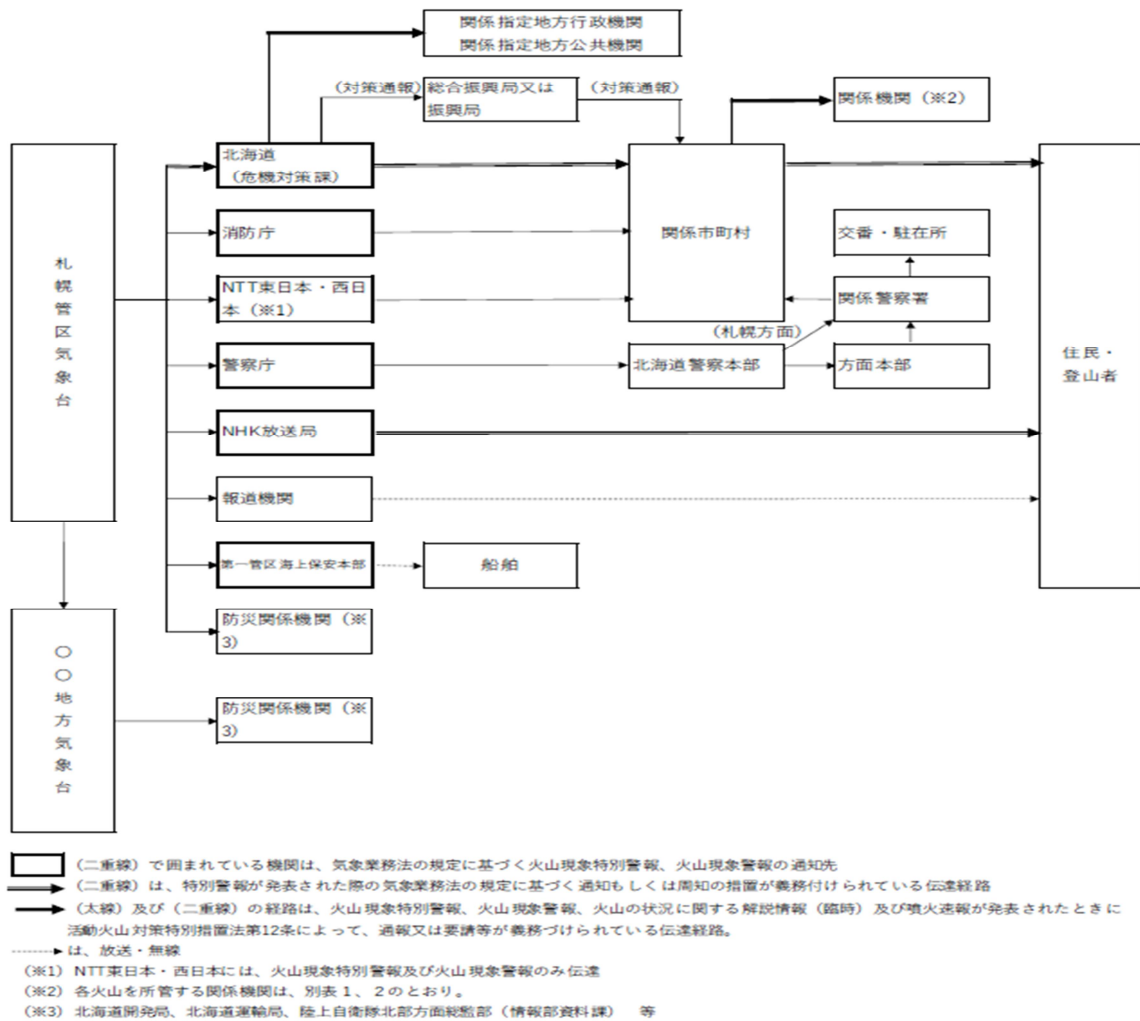 関係指定地方行政機関
関係指定地方公共機関
(対策通報)
総合振興局又は
振興局
(対策通報)
関係機関(※2)
北海道
(危機対策課)
消防庁
関係市町村
交番・駐在所
札幌管区気象台
NTT東日本・西日
本(※1)
関係警察署
(札幌方面)
警察庁
北海道警察本部
方面本部
住民・
登山者
NHK放送局
報道機関
第一管区海上保安本部
船舶
防災関係機関(※
3)
〇〇地方気象台
防災関係機関(※
3)
(二重線)で囲まれている機関は、気象業務法の規定に基づく火山現象特別警報、火山現象警報の通知先
(二重線)は、特別警報が発表された際の気象業務法の規定に基づく通知もしくは周知の措置が義務付けられている伝達経路
(太線)及び(二重線)の経路は、火山現象特別警報、火山現象警報、火山の状況に関する解説情報(臨時)及び噴火速報が発表されたときに
活動火山対策特別措置法第12条によって、通報又は要請等が義務づけられている伝達経路。
は、放送・無線
(※1)NTT東日本・西日本には、火山現象特別警報及び火山現象警報のみ伝達
(※2)各火山を所管する関係機関は、別表1、2のとおり。
(※3)北海道開発局、北海道運輸局、陸上自衛隊北部方面総監部(情報部資料課) 等